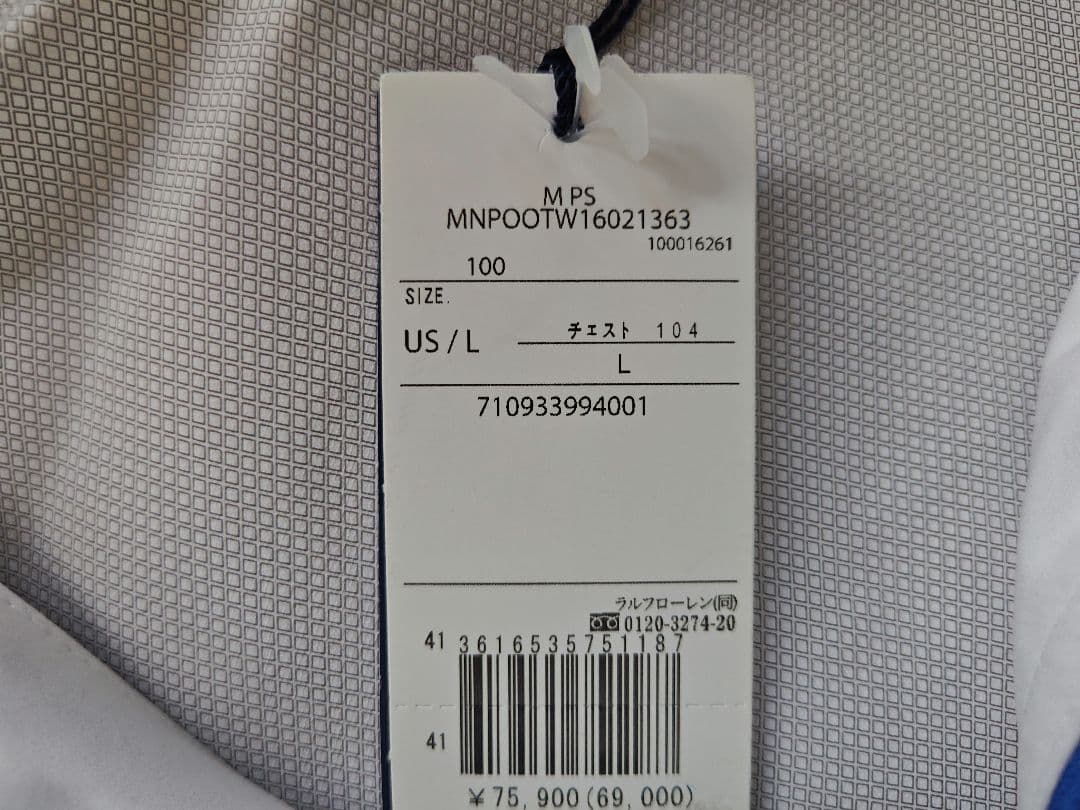 M PS
MNPOOTW16021363
100016261
100
SIZE.
US / L
チェスト 104
L
710933994001
ラルフローレン(同)
0120-3274-20
41 3616535751187
41
¥ 75, 900 (69, 000)